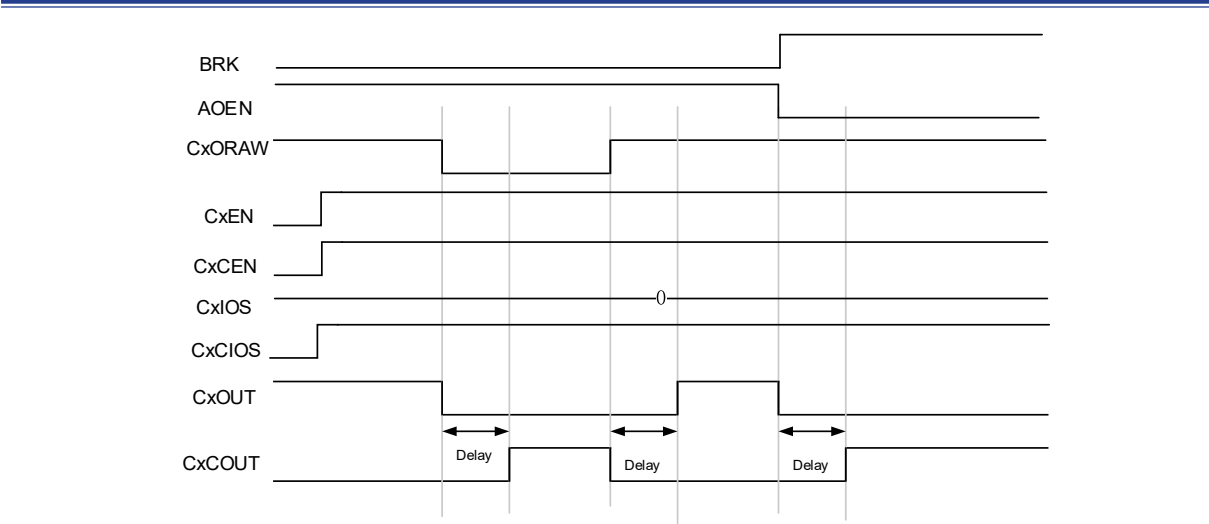 BRK
AOEN
CxORAW
CxEN
CxCEN
CxIOS
0
CxCIOS
CxOUT
Delay
Delay
Delay
CxCOUT